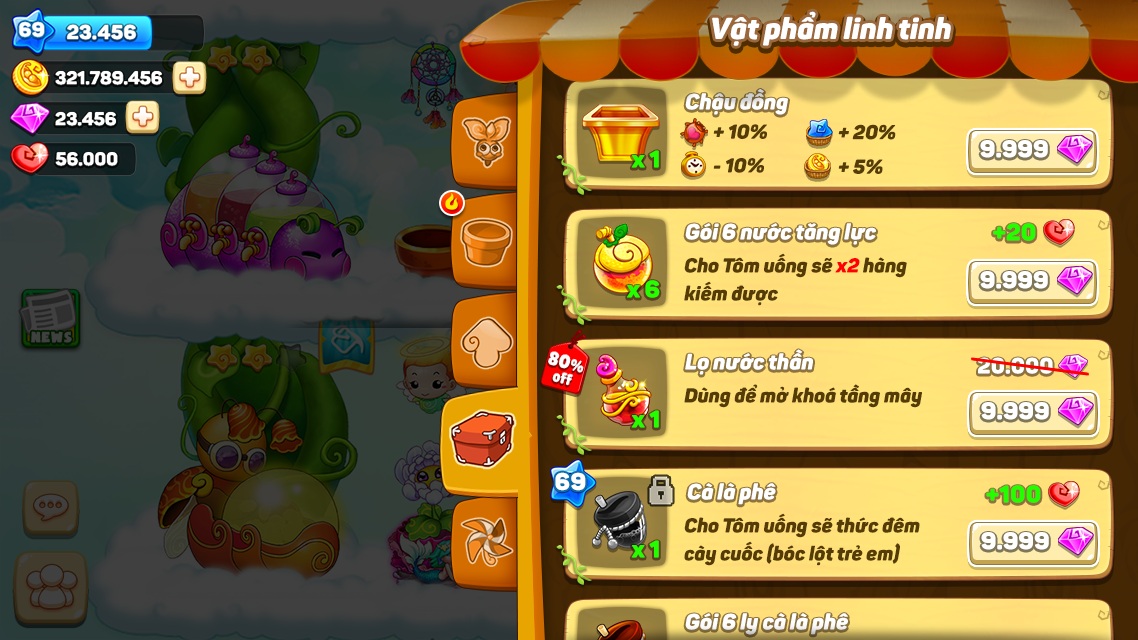 69 23.456
321.789.456
23.456
56.000
NEWS
Vật phẩm linh tinh
Chậu đồng
+ 10% + 20%
- 10% + 5%
x1
9.999
Gói 6 nước tăng lực
+20
Cho Tôm uống sẽ x2 hàng
kiếm được
x6
9.999
80%
off
Lọ nước thần
20.000
Dùng để mở khoá tầng mây
x1
9.999
69
Cà là phê
+100
Cho Tôm uống sẽ thức đêm
cày cuốc (bóc lột trẻ em)
x1
9.999
Gói 6 ly cà là phê